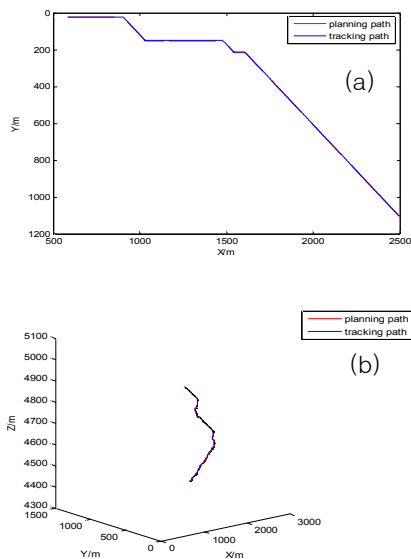 0
200
400
600
800
1000
1200
Y/m
500
1000
1500
2000
2500
X/m
planning path
tracking path
(a)
5100
5000
4900
4800
4700
4600
4500
4400
4300
Z/m
1500
1000
500
0
Y/m
0
1000
2000
3000
X/m
planning path
tracking path
(b)